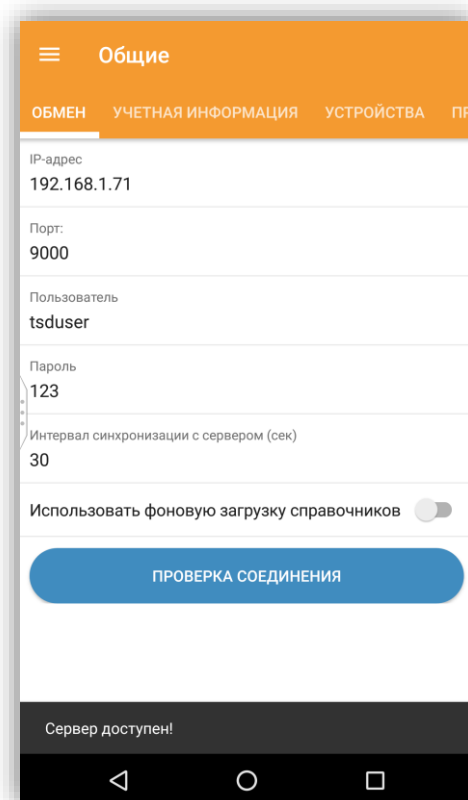 Общие
ОБМЕН УЧЕТНАЯ ИНФОРМАЦИЯ УСТРОЙСТВА ПР
IP-адрес
192.168.1.71
Порт:
9000
Пользователь
tsduser
Пароль
123
Интервал синхронизации с сервером (сек)
30
Использовать фоновую загрузку справочников
ПРОВЕРКА СОЕДИНЕНИЯ
Сервер доступен!